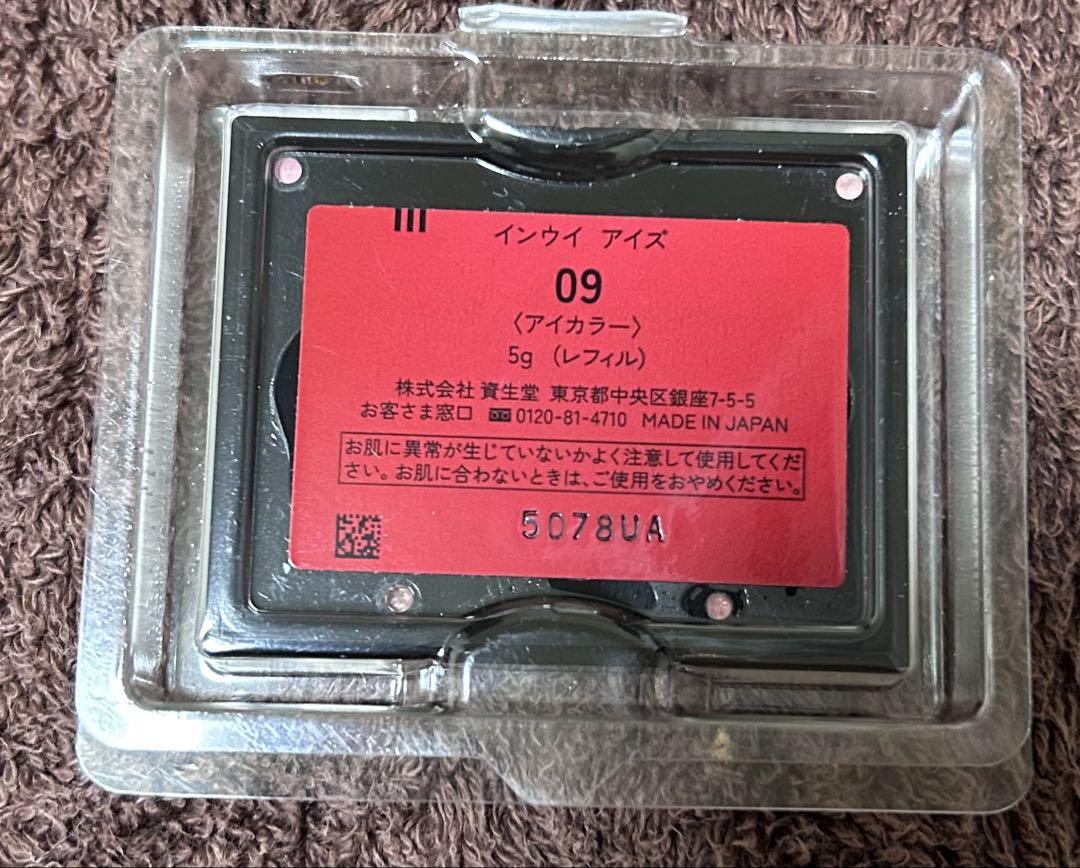 インウイ アイズ
09
〈アイカラー〉
5g (レフィル)
株式会社 資生堂 東京都中央区銀座7-5-5
お客さま窓口 0120-81-4710 MADE IN JAPAN
お肌に異常が生じていないかよく注意して使用してくだ
さい。お肌に合わないときは、ご使用をおやめください。
5078UA